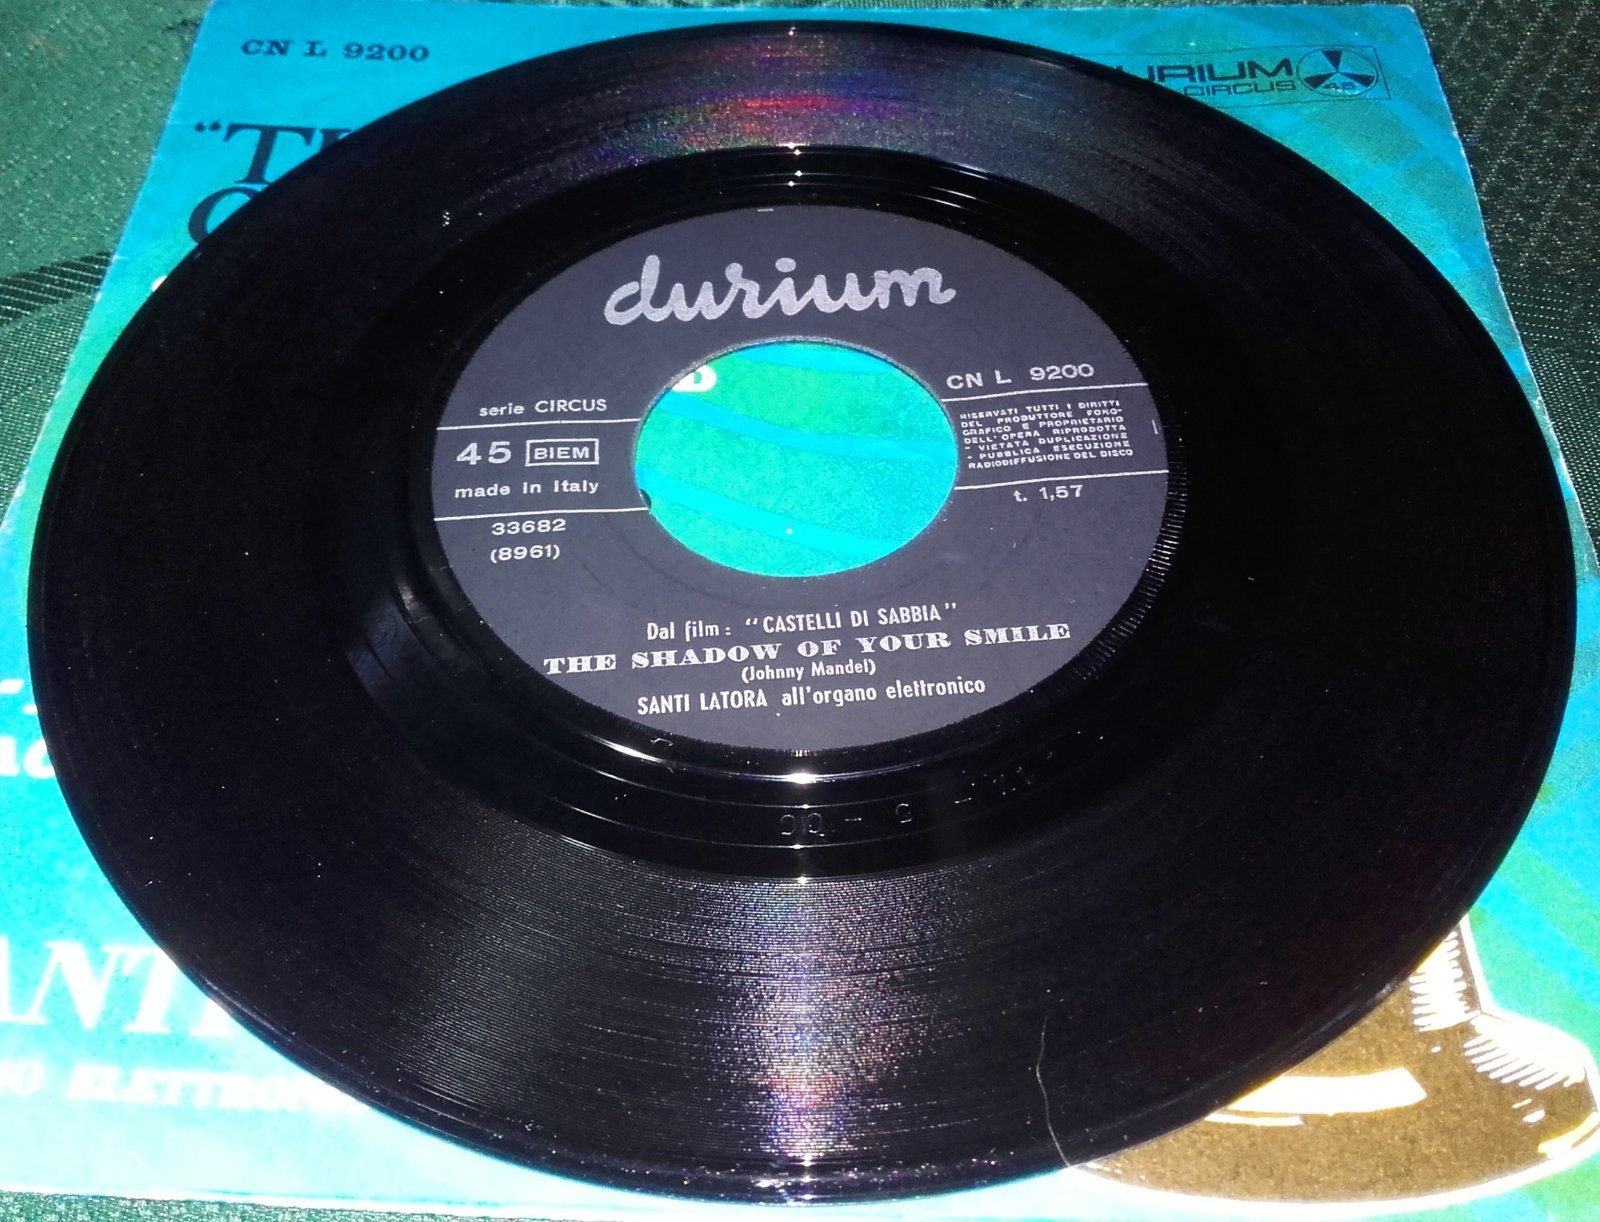 CN L 9200
DURIUM
CIRCUS
45
durium
serie CIRCUS
45 BIEM
made in Italy
33682
(8961)
CN L 9200
RISERVATI TUTTI I DIRITTI
DEL PRODUTTORE FONO-
GRAFICO E PROPRIETARIO
DELL'OPERA RIPRODOTTA
- VIETATA DUPLICAZIONE
- PUBBLICA ESECUZIONE
RADIODIFFUSIONE DEL DISCO
t. 1,57
Dal film: "CASTELLI DI SABBIA"
THE SHADOW OF YOUR SMILE
(Johnny Mandel)
SANTI LATORA all'organo elettronico